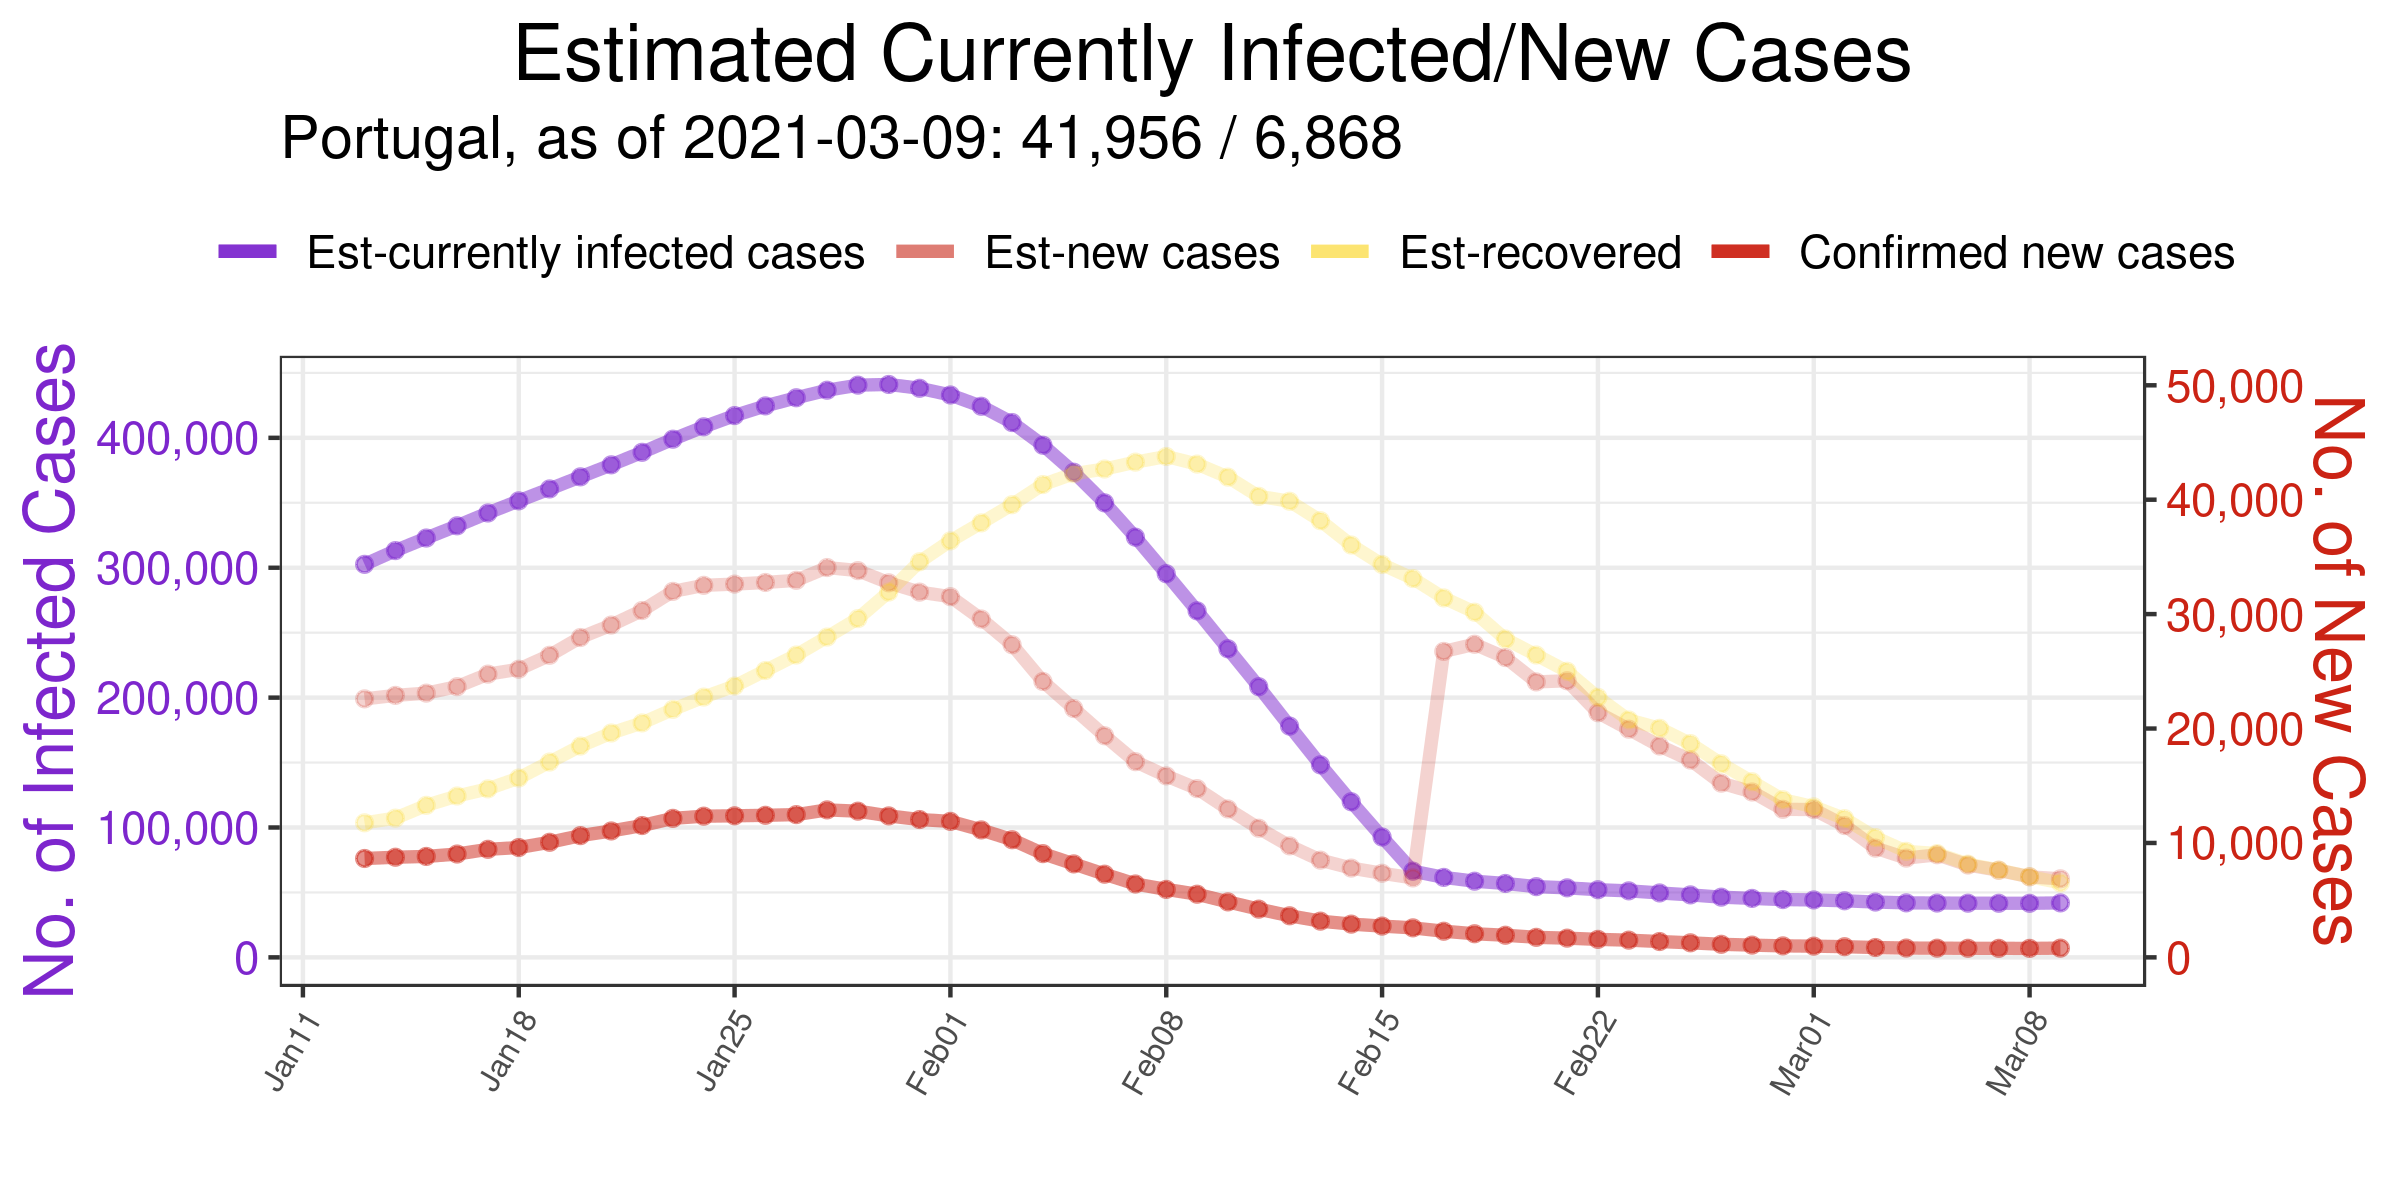 Estimated Currently Infected/New Cases
Portugal, as of 2021-03-09: 41,956 / 6,868
Est-currently infected cases Est-new cases Est-recovered Confirmed new cases
No. of Infected Cases
400,000
300,000
200,000
100,000
0
50,000
40,000
30,000
20,000
10,000
0
No. of New Cases
Jan11 Jan18 Jan25 Feb01 Feb08 Feb15 Feb22 Mar01 Mar08